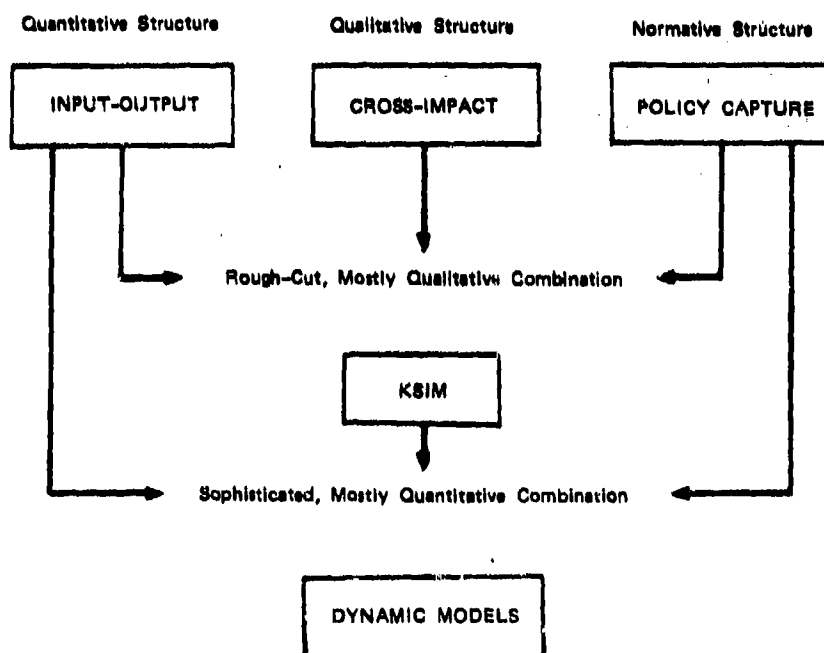 Quantitative Structure
Qualitative Structure
Normative Structure
INPUT-OUTPUT
CROSS-IMPACT
POLICY CAPTURE
Rough-Cut, Mostly Qualitative Combination
KSIM
Sophisticated, Mostly Quantitative Combination
DYNAMIC MODELS